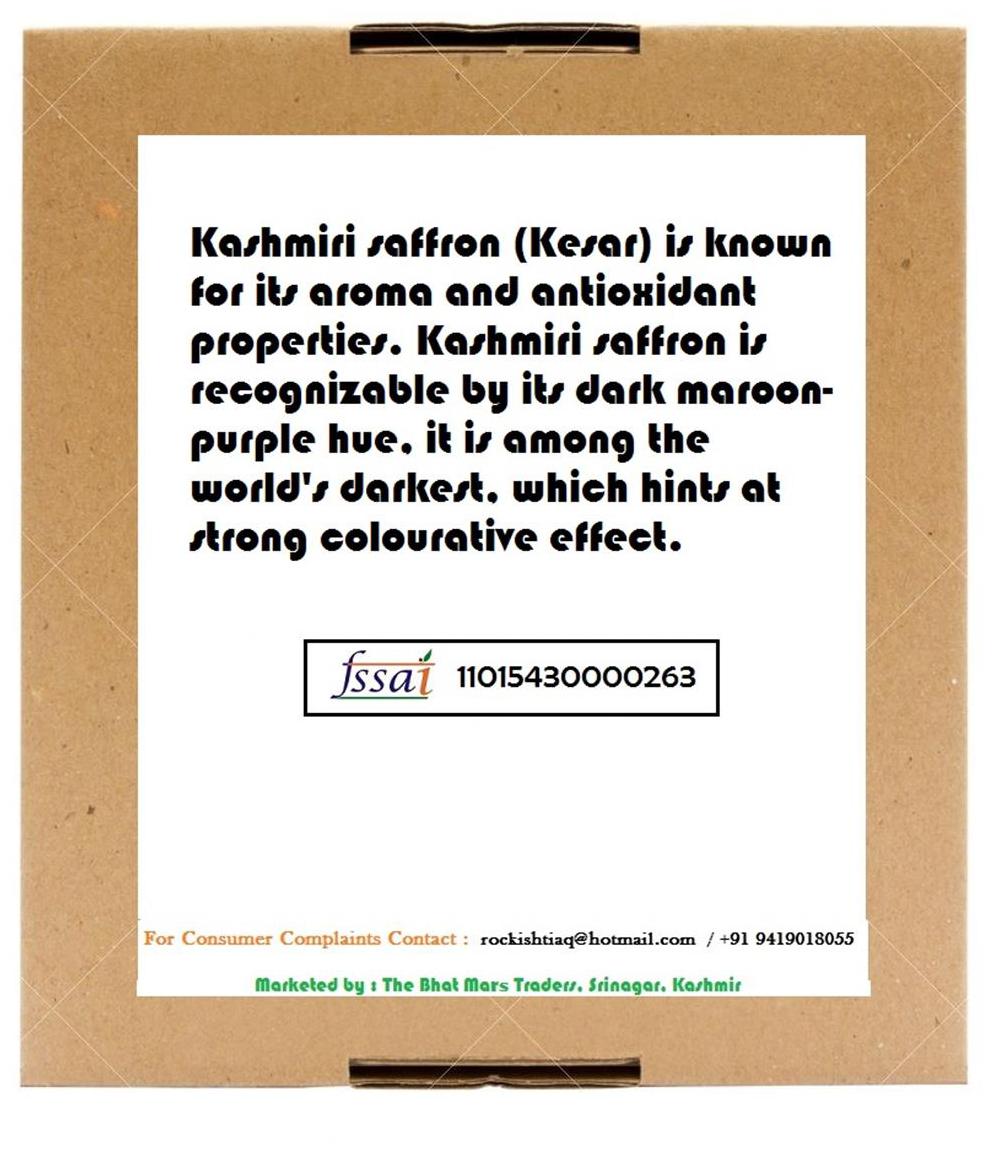 Kashmiri saffron (Kesar) is known
for its aroma and antioxidant
properties. Kashmiri saffron is
recognizable by its dark maroon-
purple hue, it is among the
world's darkest, which hints at
strong colourative effect.
fssai 11015430000263
For Consumer Complaints Contact : rockishtiaq@hotmail.com / +91 9419018055
Marketed by : The Bhat Mars Traders, Srinagar, Kashmir